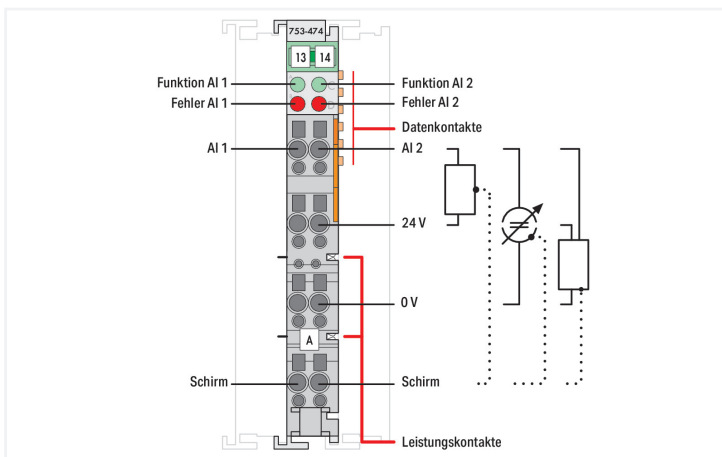 753-474
13 14
Funktion AI 1
Funktion AI 2
C
Fehler AI 1
Fehler AI 2
D
Datenkontakte
AI 1
AI 2
24 V
0 V
A
Schirm
Schirm
Leistungskontakte